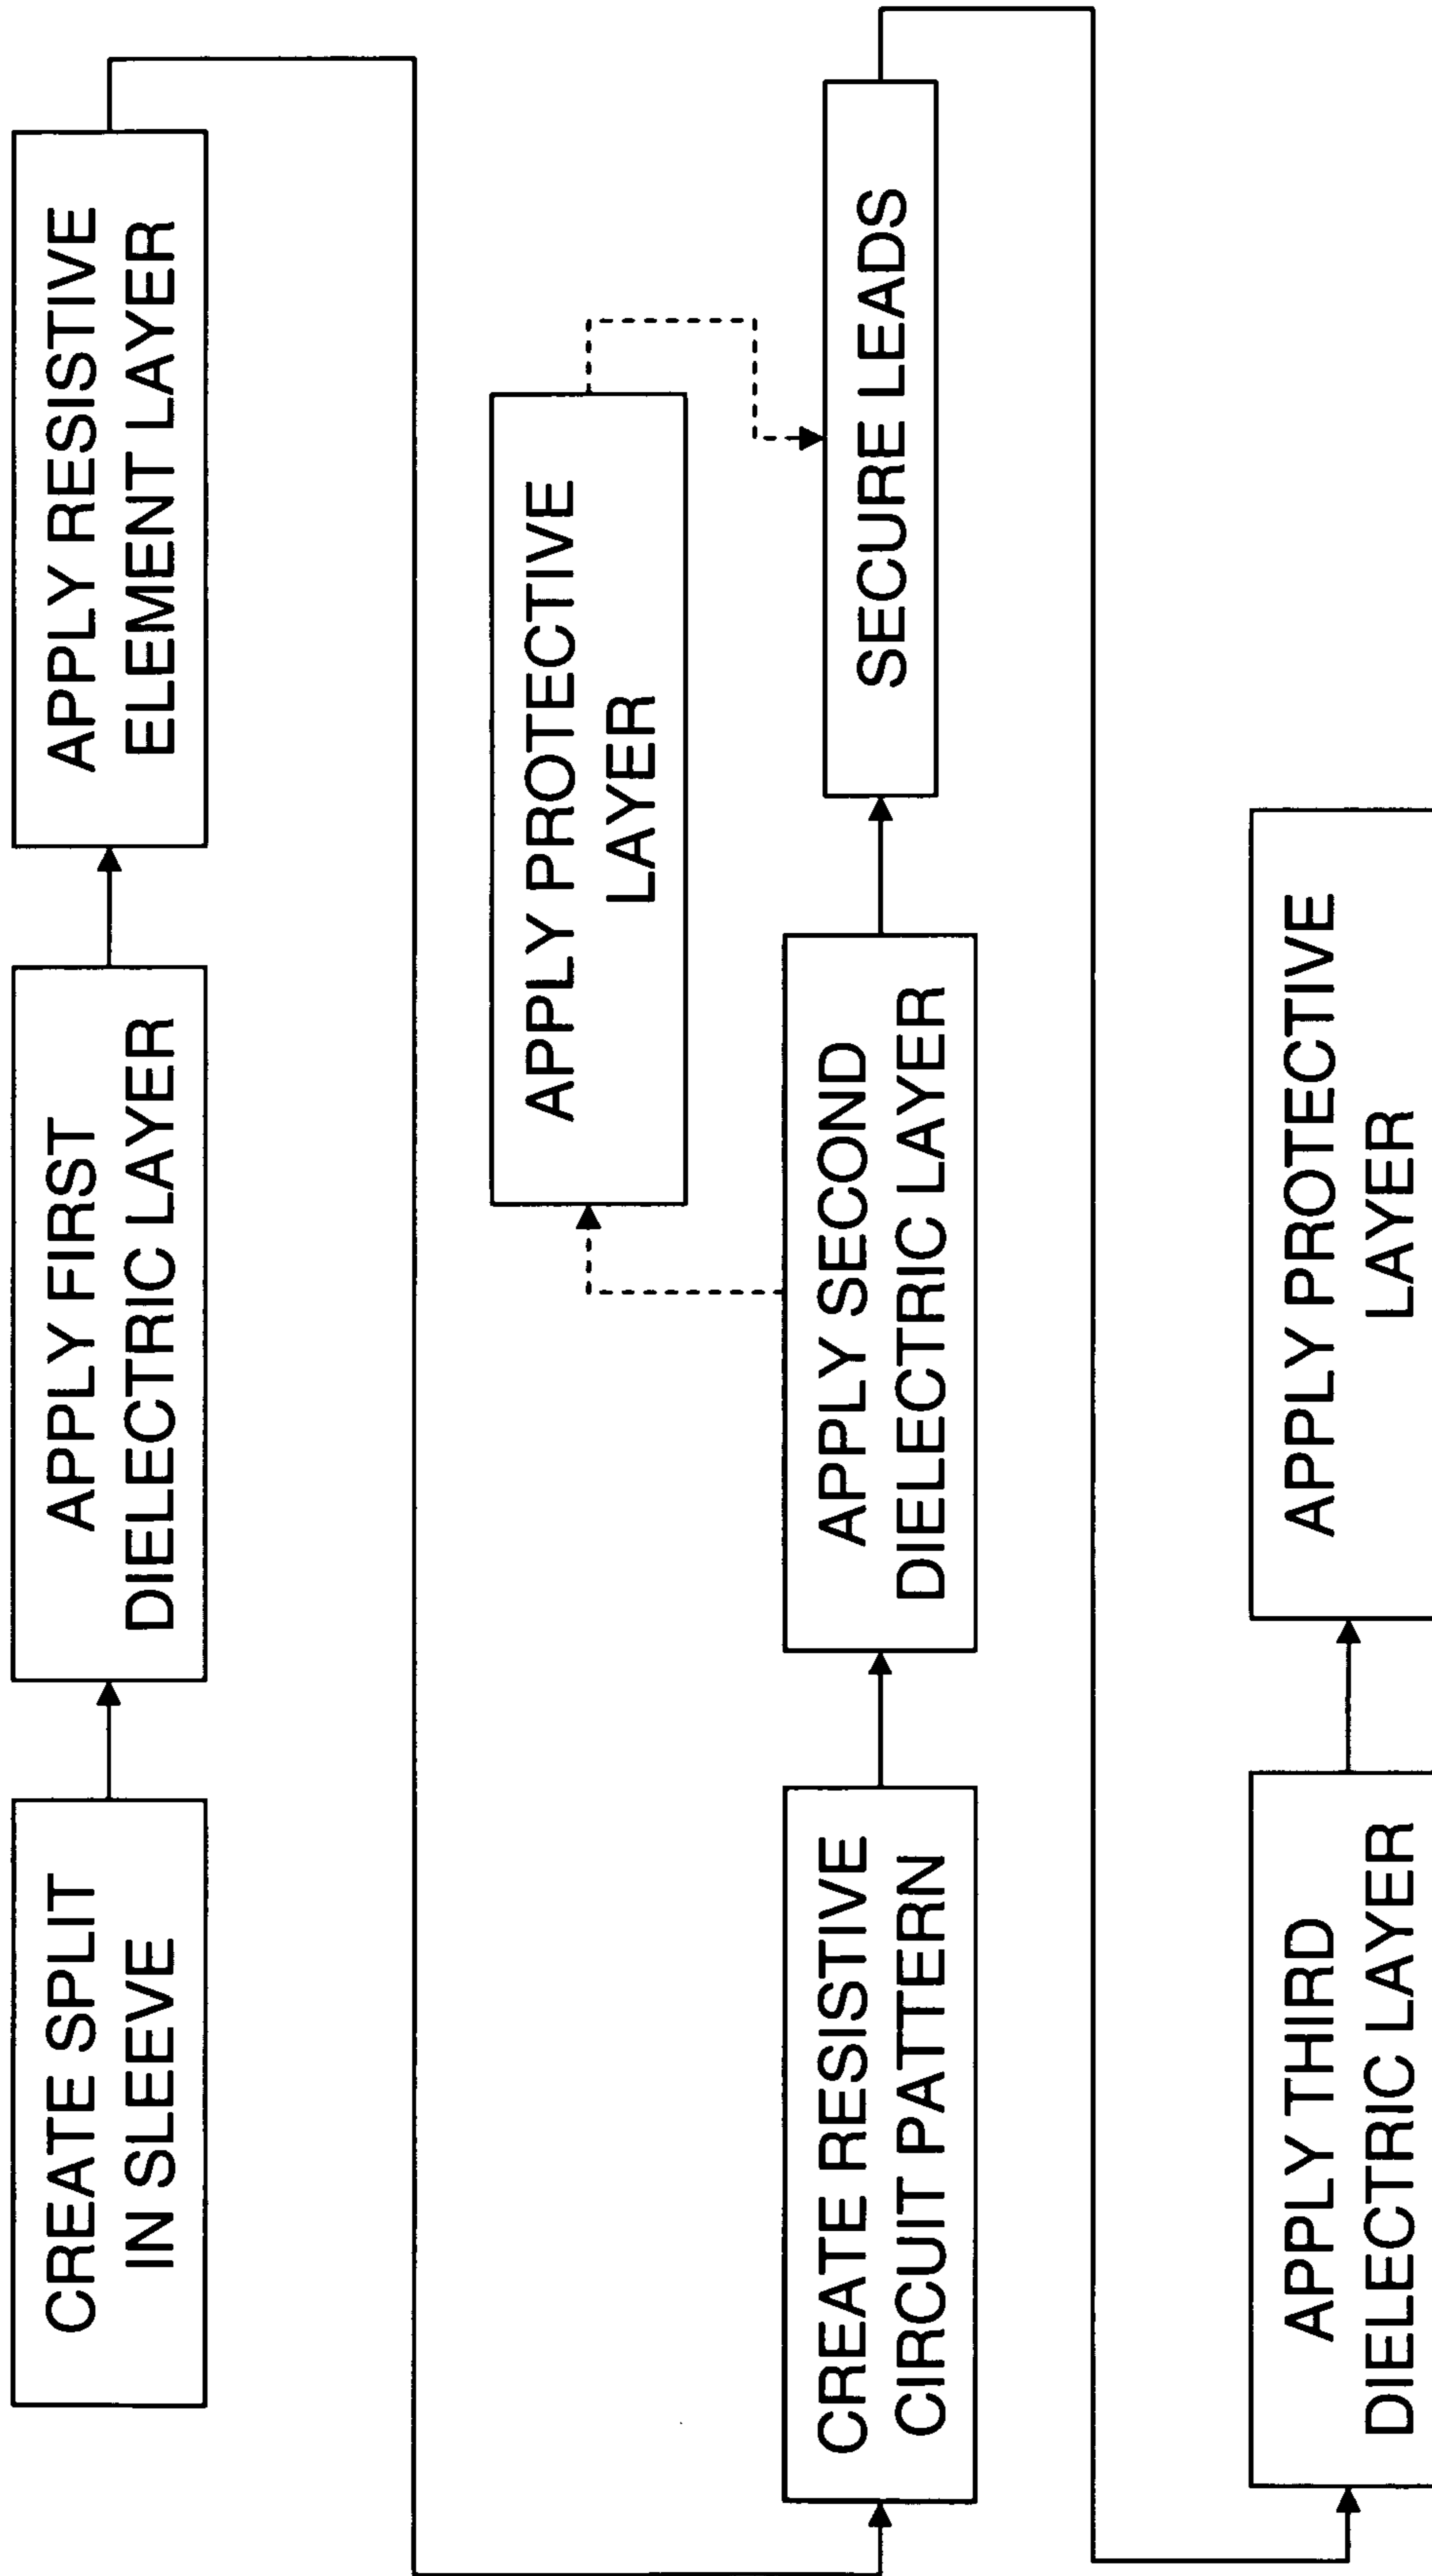 CREATE SPLIT
IN SLEEVE
APPLY FIRST
DIELECTRIC LAYER
APPLY RESISTIVE
ELEMENT LAYER
APPLY PROTECTIVE
LAYER
CREATE RESISTIVE
CIRCUIT PATTERN
APPLY SECOND
DIELECTRIC LAYER
SECURE LEADS
APPLY THIRD
DIELECTRIC LAYER
APPLY PROTECTIVE
LAYER